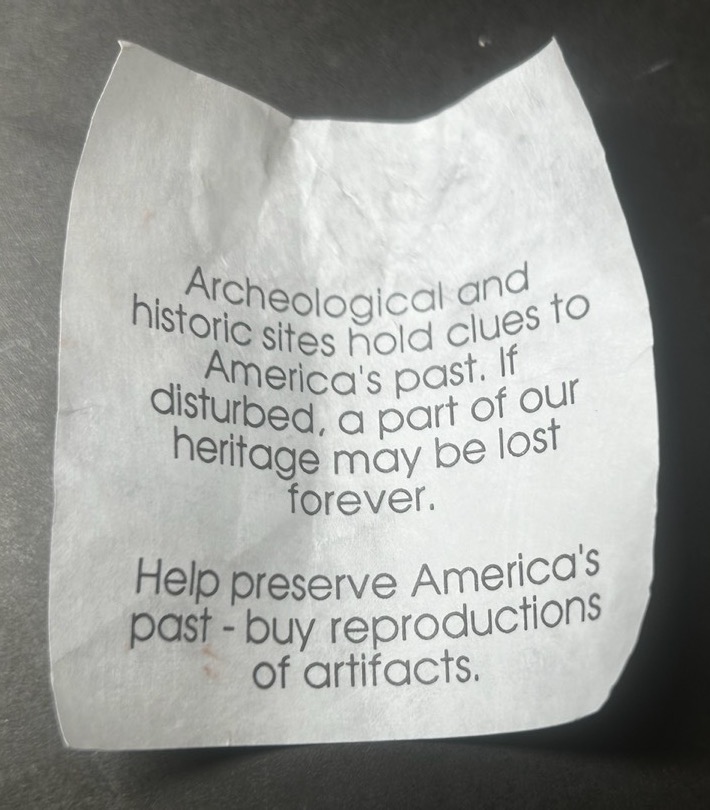 Archeological and
historic sites hold clues to
America's past. If
disturbed, a part of our
heritage may be lost
forever.
Help preserve America's
past - buy reproductions
of artifacts.